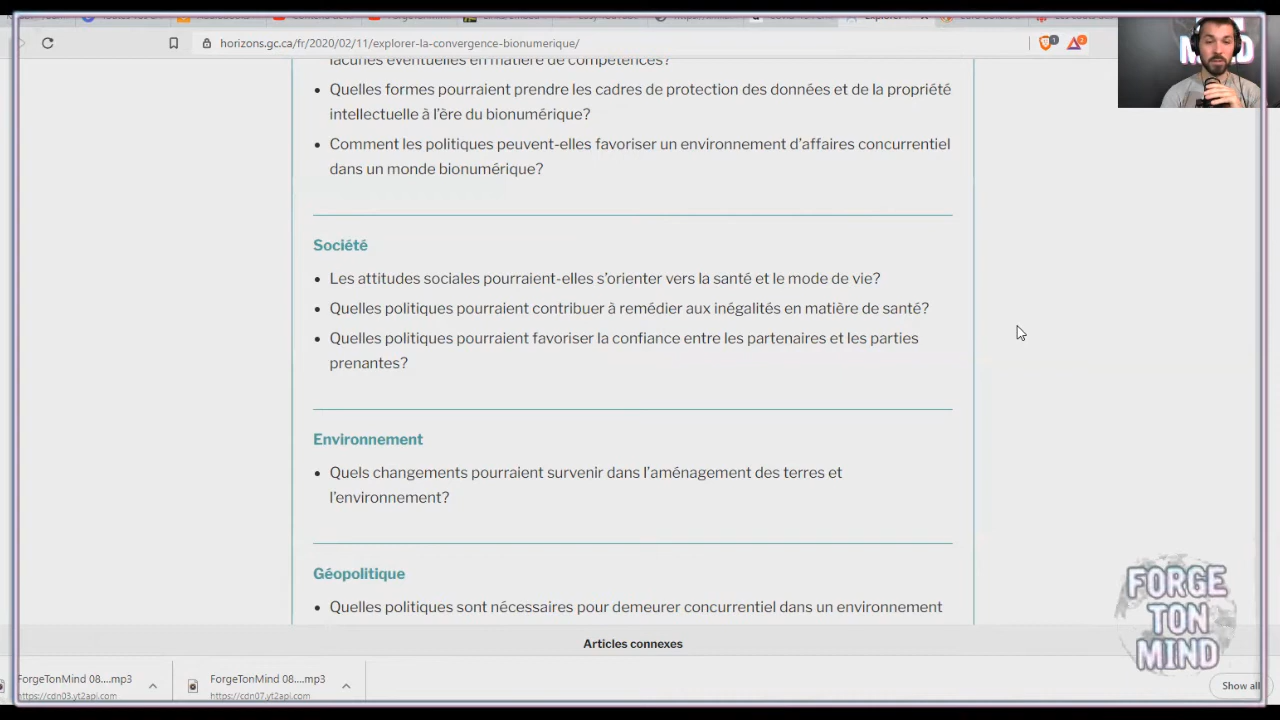 horizons.gc.ca/fr/2020/02/11/explorer-la-convergence-bionumerique/
1
2
MIND
lacunes éventuelles en matière de compétences?
• Quelles formes pourraient prendre les cadres de protection des données et de la propriété
intellectuelle à l'ère du bionumérique?
• Comment les politiques peuvent-elles favoriser un environnement d'affaires concurrentiel
dans un monde bionumérique?
Société
• Les attitudes sociales pourraient-elles s'orienter vers la santé et le mode de vie?
• Quelles politiques pourraient contribuer à remédier aux inégalités en matière de santé?
• Quelles politiques pourraient favoriser la confiance entre les partenaires et les parties
prenantes?
Environnement
• Quels changements pourraient survenir dans l'aménagement des terres et
l'environnement?
Géopolitique
• Quelles politiques sont nécessaires pour demeurer concurrentiel dans un environnement
FORGE
TON
MIND
Articles connexes
ForgeTonMind 08....mp3
https://cdn03.yt2api.com
ForgeTonMind 08....mp3
https://cdn07.yt2api.com
Show all